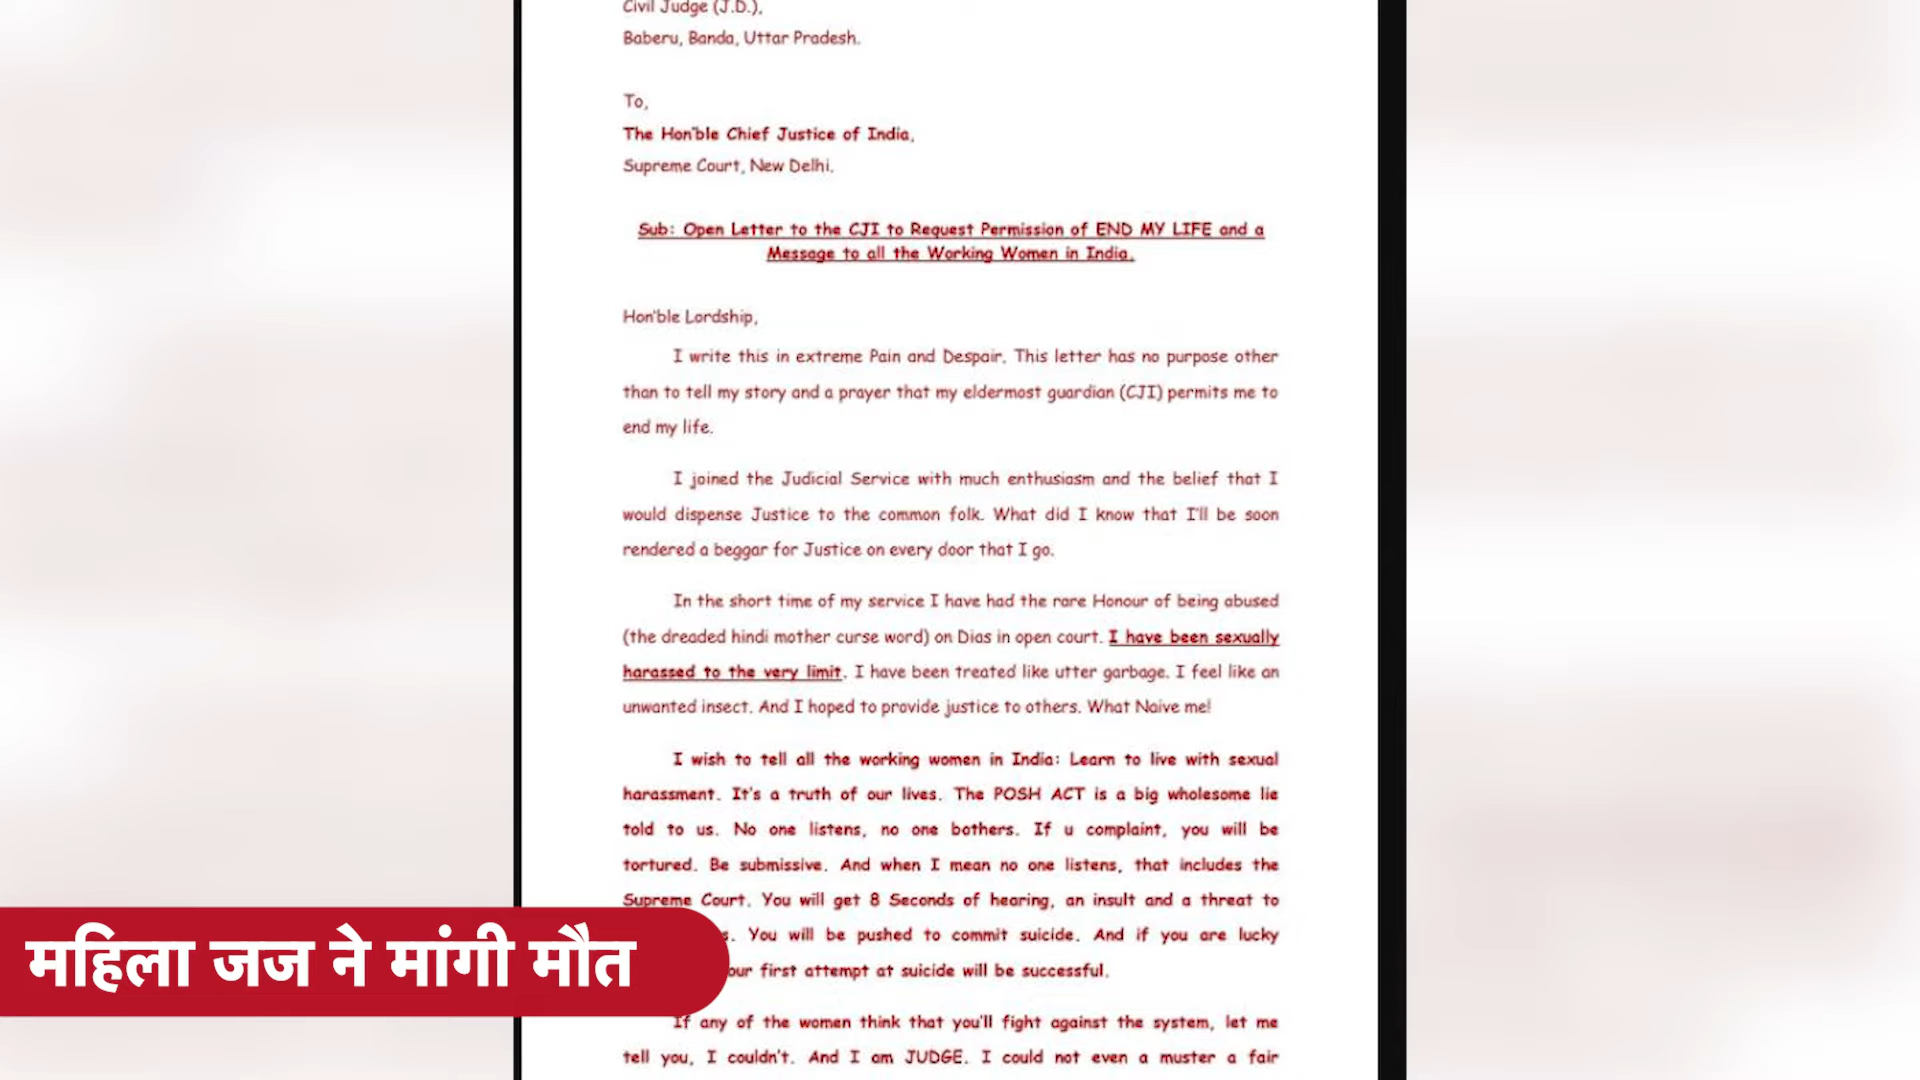 Civil Judge (J.D.),
Baberu, Banda, Uttar Pradesh.
To,
The Hon'ble Chief Justice of India,
Supreme Court, New Delhi.
Sub: Open Letter to the CJI to Request Permission of END MY LIFE and a
Message to all the Working Women in India.
Hon'ble Lordship,
I write this in extreme Pain and Despair. This letter has no purpose other
than to tell my story and a prayer that my eldermost guardian (CJI) permits me to
end my life.
I joined the Judicial Service with much enthusiasm and the belief that I
would dispense Justice to the common folk. What did I know that I'll be soon
rendered a beggar for Justice on every door that I go.
In the short time of my service I have had the rare Honour of being abused
(the dreaded hindi mother curse word) on Dias in open court. I have been sexually
harassed to the very limit. I have been treated like utter garbage. I feel like an
unwanted insect. And I hoped to provide justice to others. What Naive me!
I wish to tell all the working women in India: Learn to live with sexual
harassment. It's a truth of our lives. The POSH ACT is a big wholesome lie
told to us. No one listens, no one bothers. If u complaint, you will be
tortured. Be submissive. And when I mean no one listens, that includes the
Supreme Court. You will get 8 Seconds of hearing, an insult and a threat to
You will be pushed to commit suicide. And if you are lucky
first attempt at suicide will be successful.
If any of the women think that you'll fight against the system, let me
tell you, I couldn't. And I am JUDGE. I could not even a muster a fair
महिला जज ने मांगी मौत